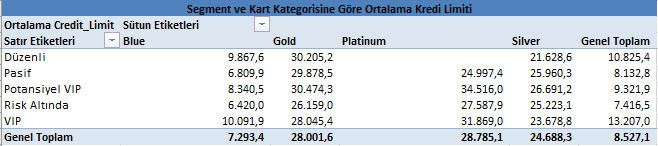 Segment ve Kart Kategorisine Göre Ortalama Kredi Limiti
Ortalama Credit_Limit Sütun Etiketleri
Satır Etiketleri Blue Gold Platinum Silver Genel Toplam
Düzenli 9.867,6 30.205,2 21.628,6 10.825,4
Pasif 6.809,9 29.878,5 24.997,4 25.960,3 8.132,8
Potansiyel VIP 8.340,5 30.474,3 34.516,0 26.691,2 9.321,9
Risk Altında 6.420,0 26.159,0 27.587,9 25.223,1 7.416,5
VIP 10.091,9 28.045,4 31.869,0 23.678,8 13.207,0
Genel Toplam 7.293,4 28.001,6 28.785,1 24.688,3 8.527,1